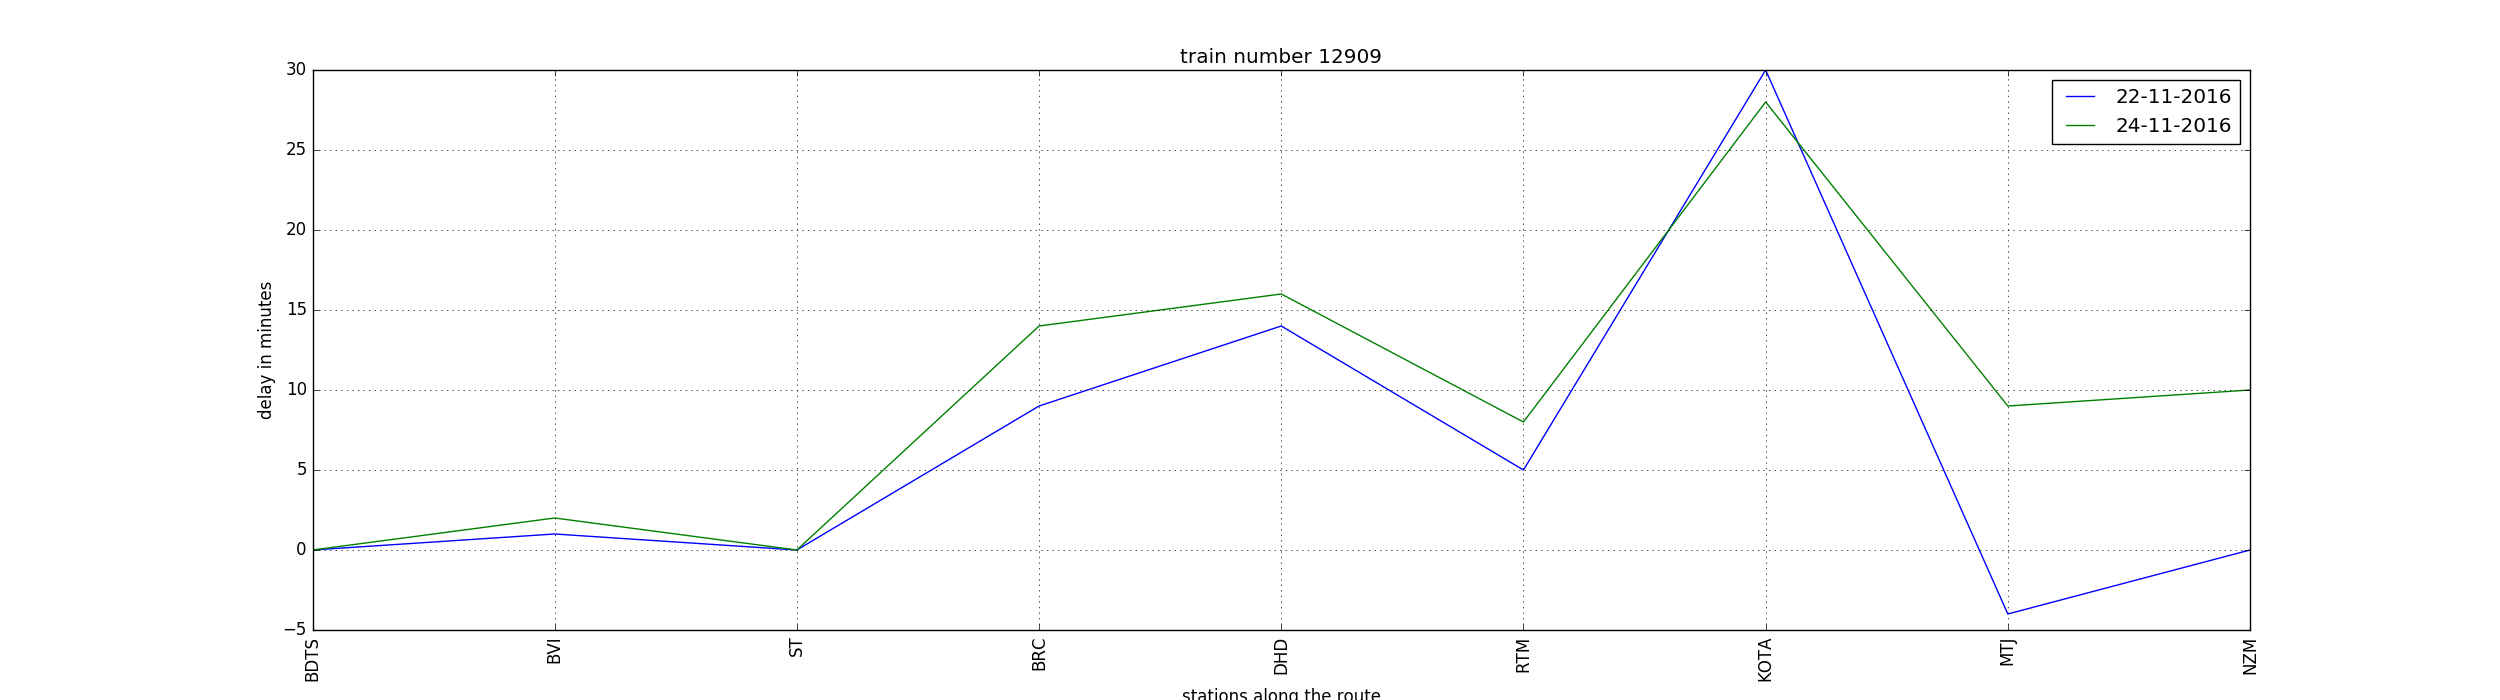 train number 12909
30
25
20
15
10
5
0
−5
delay in minutes
22-11-2016
24-11-2016
BDTS
BVI
ST
BRC
DHD
RTM
KOTA
MTJ
NZM
stations along the route